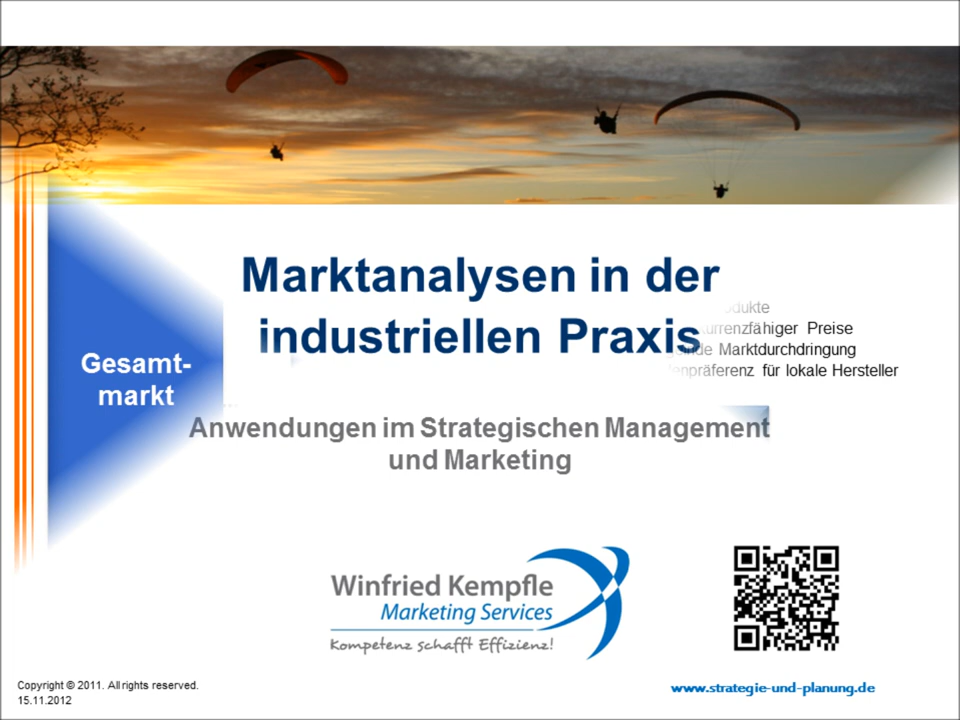 Marktanalysen in der
industriellen Praxis
Preise
Marktdurchdringung
für lokale Hersteller
Gesamt-
markt
Anwendungen im Strategischen Management
und Marketing
Winfried Kempfle
Marketing Services
Kompetenz schafft Effizienz!
Copyright © 2011. All rights reserved.
15.11.2012
www.strategie-und-planung.de